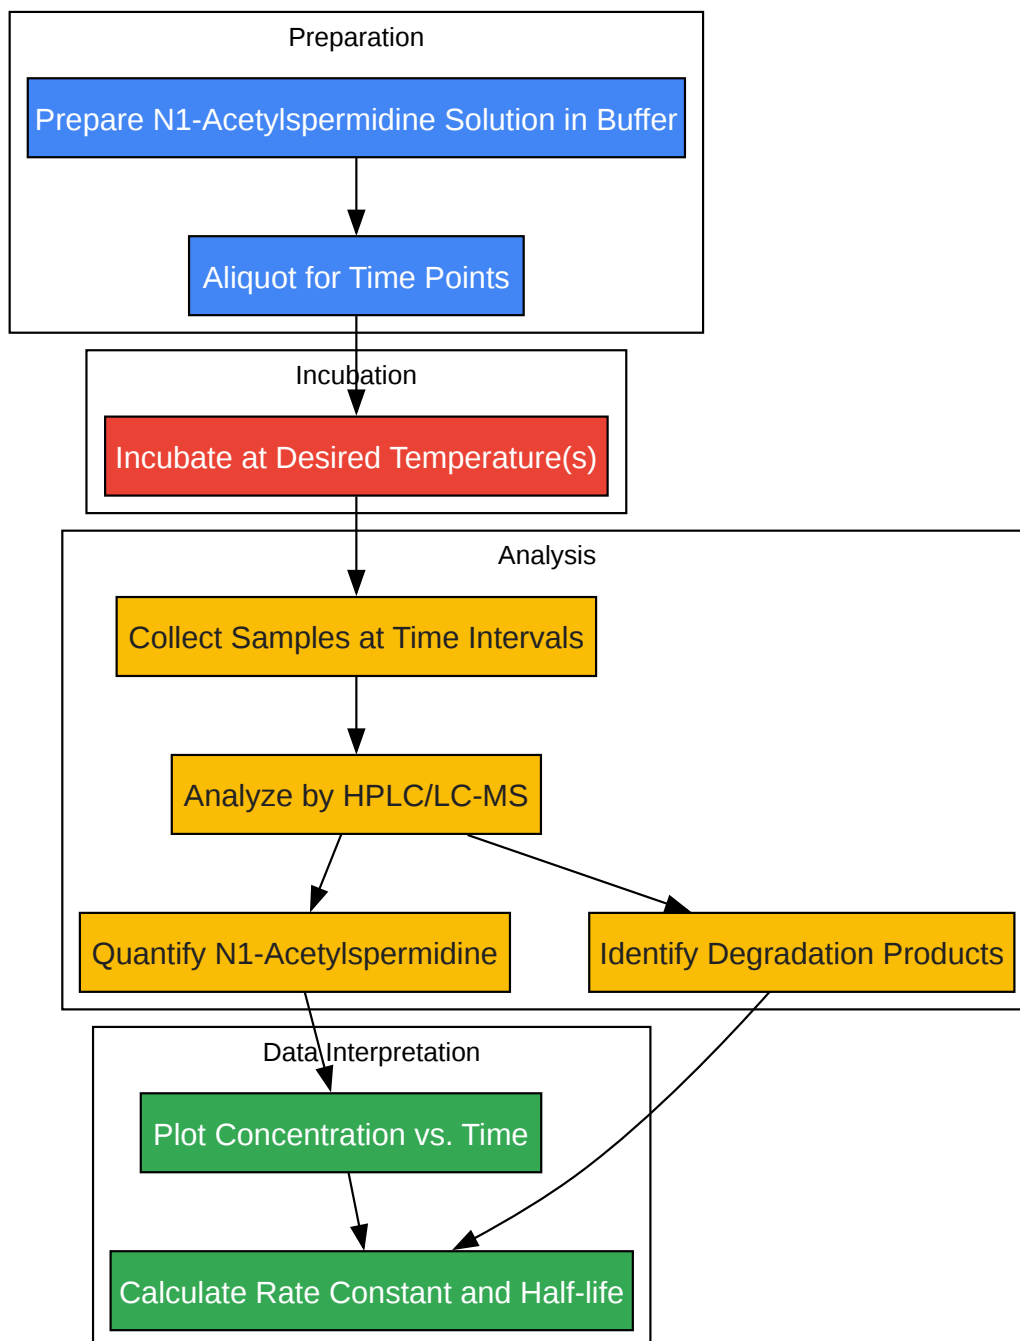 Preparation
Prepare N1-Acetylspermidine Solution in Buffer
Aliquot for Time Points
Incubation
Incubate at Desired Temperature(s)
Analysis
Collect Samples at Time Intervals
Analyze by HPLC/LC-MS
Quantify N1-Acetylspermidine
Identify Degradation Products
Data Interpretation
Plot Concentration vs. Time
Calculate Rate Constant and Half-life